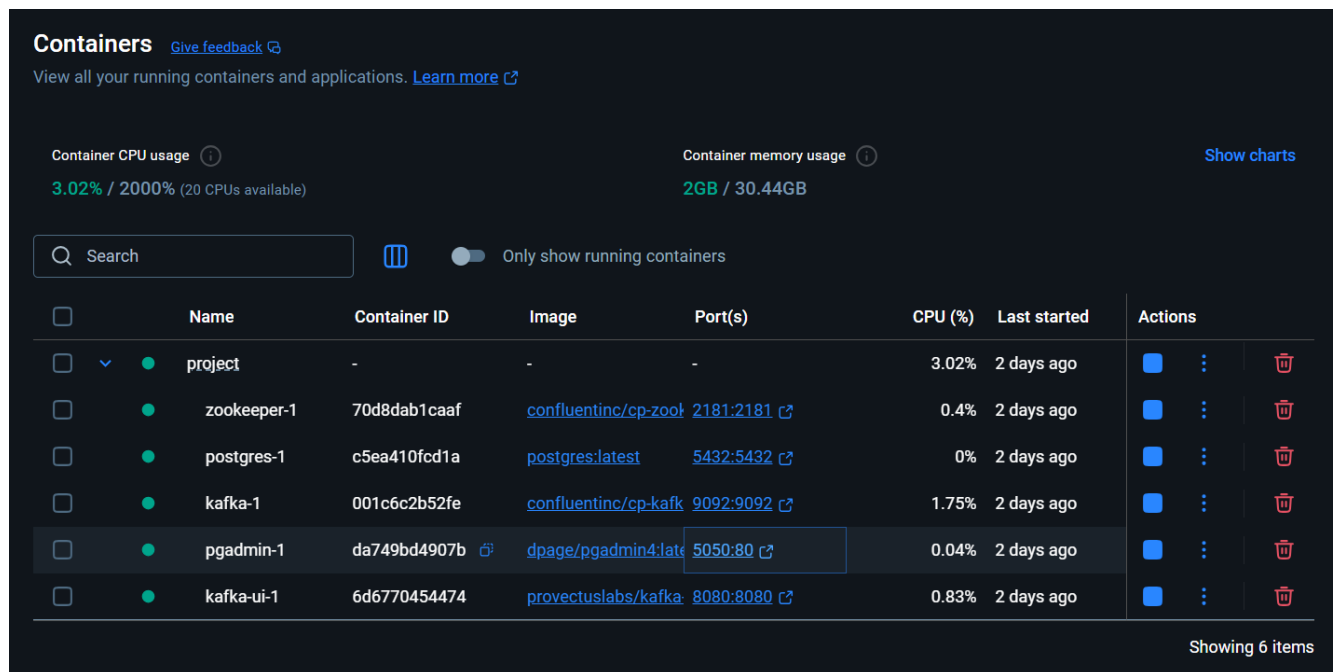 Containers Give feedback
View all your running containers and applications. Learn more
Container CPU usage Container memory usage Show charts
3.02% / 2000% (20 CPUs available) 2GB / 30.44GB
Search Only show running containers
Name Container ID Image Port(s) CPU (%) Last started Actions
project - - - 3.02% 2 days ago
zookeeper-1 70d8dab1caaf confluentinc/cp-zook 2181:2181 0.4% 2 days ago
postgres-1 c5ea410fcd1a postgres:latest 5432:5432 0% 2 days ago
kafka-1 001c6c2b52fe confluentinc/cp-kafk 9092:9092 1.75% 2 days ago
pgadmin-1 da749bd4907b dpage/pgadmin4:late 5050:80 0.04% 2 days ago
kafka-ui-1 6d6770454474 provectuslabs/kafka- 8080:8080 0.83% 2 days ago
Showing 6 items